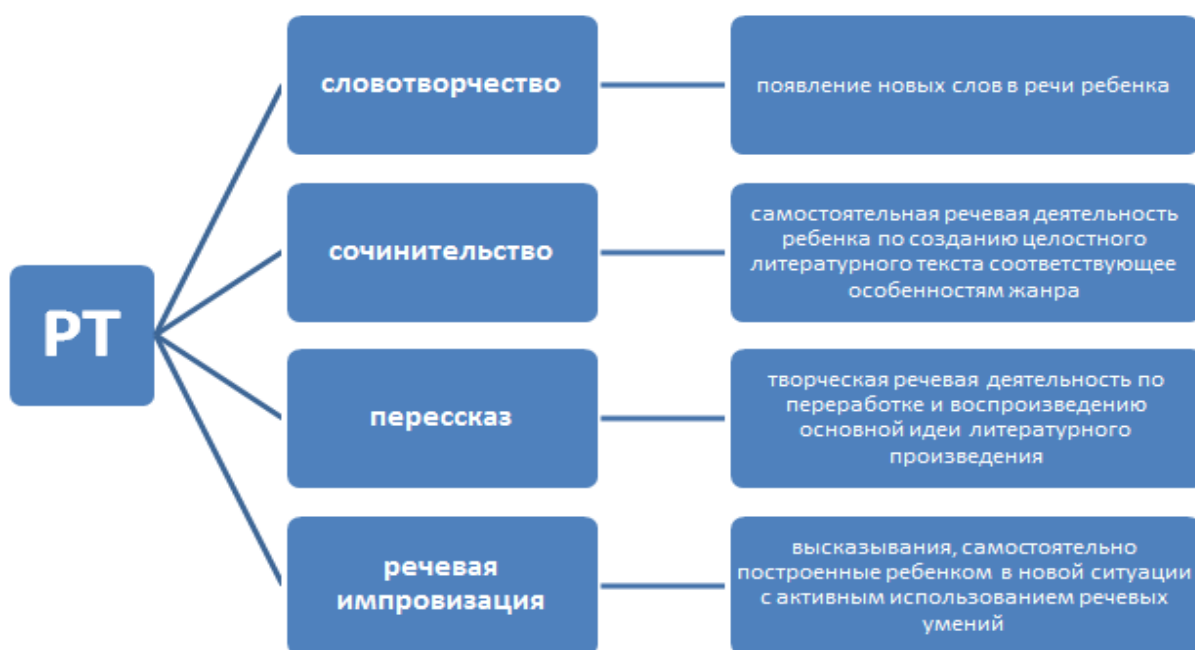 РТ
словотворчество
появление новых слов в речи ребенка
сочинительство
самостоятельная речевая деятельность
ребенка по созданию целостного
литературного текста соответствующее
особенностям жанра
перессказ
творческая речевая деятельность по
переработке и воспроизведению
основной идеи литературного
произведения
речевая
импровизация
высказывания, самостоятельно
построенные ребенком в новой ситуации
с активным использованием речевых
умений